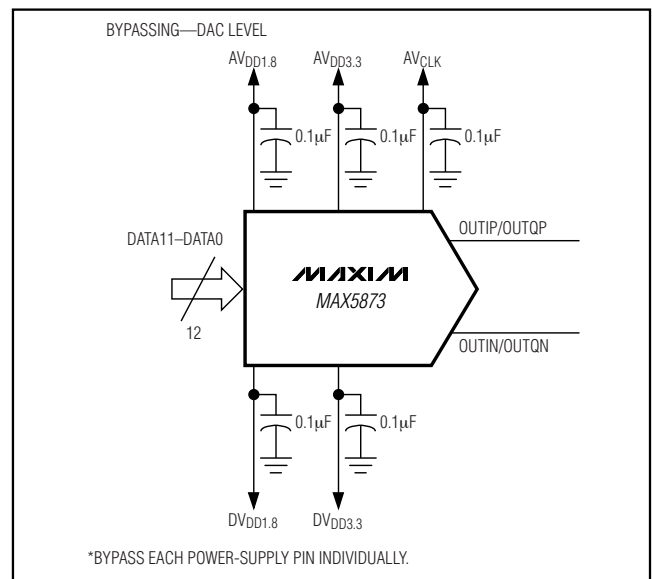 BYPASSING—DAC LEVEL
AVDD1.8 AVDD3.3 AVCLK
0.1µF 0.1µF 0.1µF
OUTIP/OUTQP
DATA11–DATA0
MAXIM
MAX5873
12
OUTIN/OUTQN
0.1µF 0.1µF
DVDD1.8 DVDD3.3
*BYPASS EACH POWER-SUPPLY PIN INDIVIDUALLY.